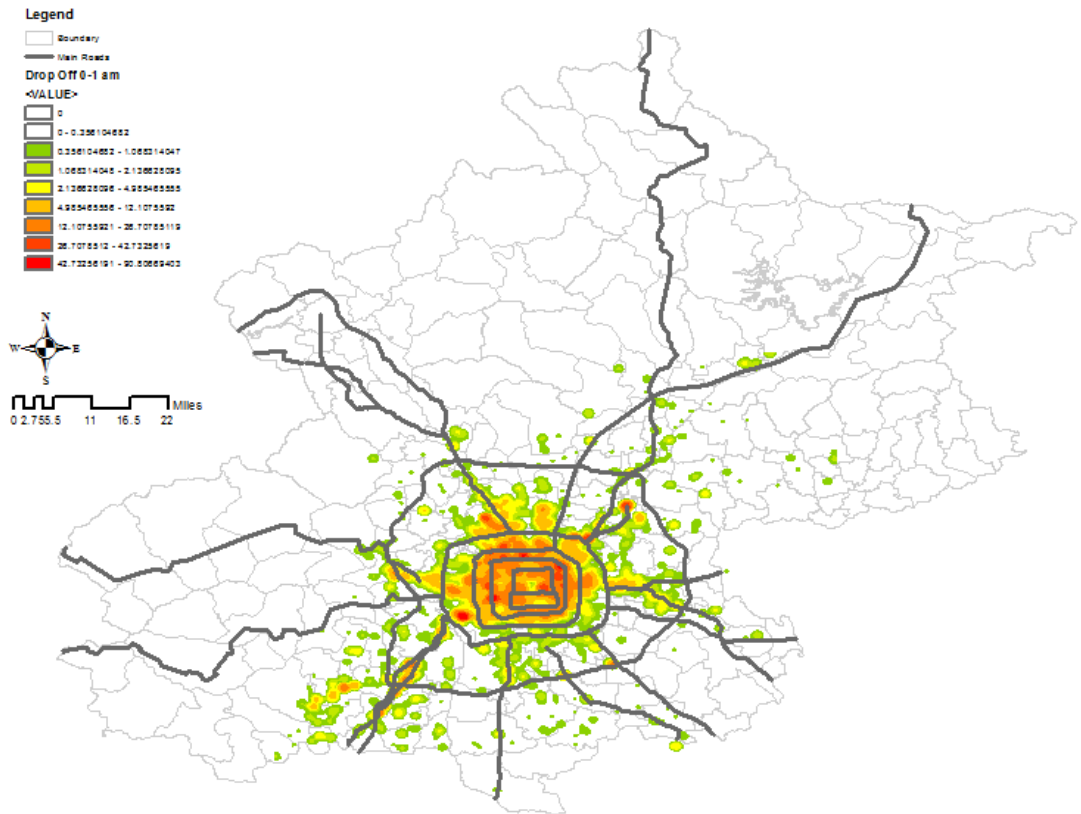 Legend
Boundary
Main Roads
Drop Off 0-1 am
<VALUE>
0
0 - 0.356104682
0.356104682 - 1.068314047
1.068314048 - 2.136628095
2.136628096 - 4.985465555
4.985465556 - 12.1075592
12.10755921 - 26.70785119
26.7078512 - 42.7325619
42.73256191 - 90.80669403
N
W E
S
Miles
0 2.755.5 11 16.5 22